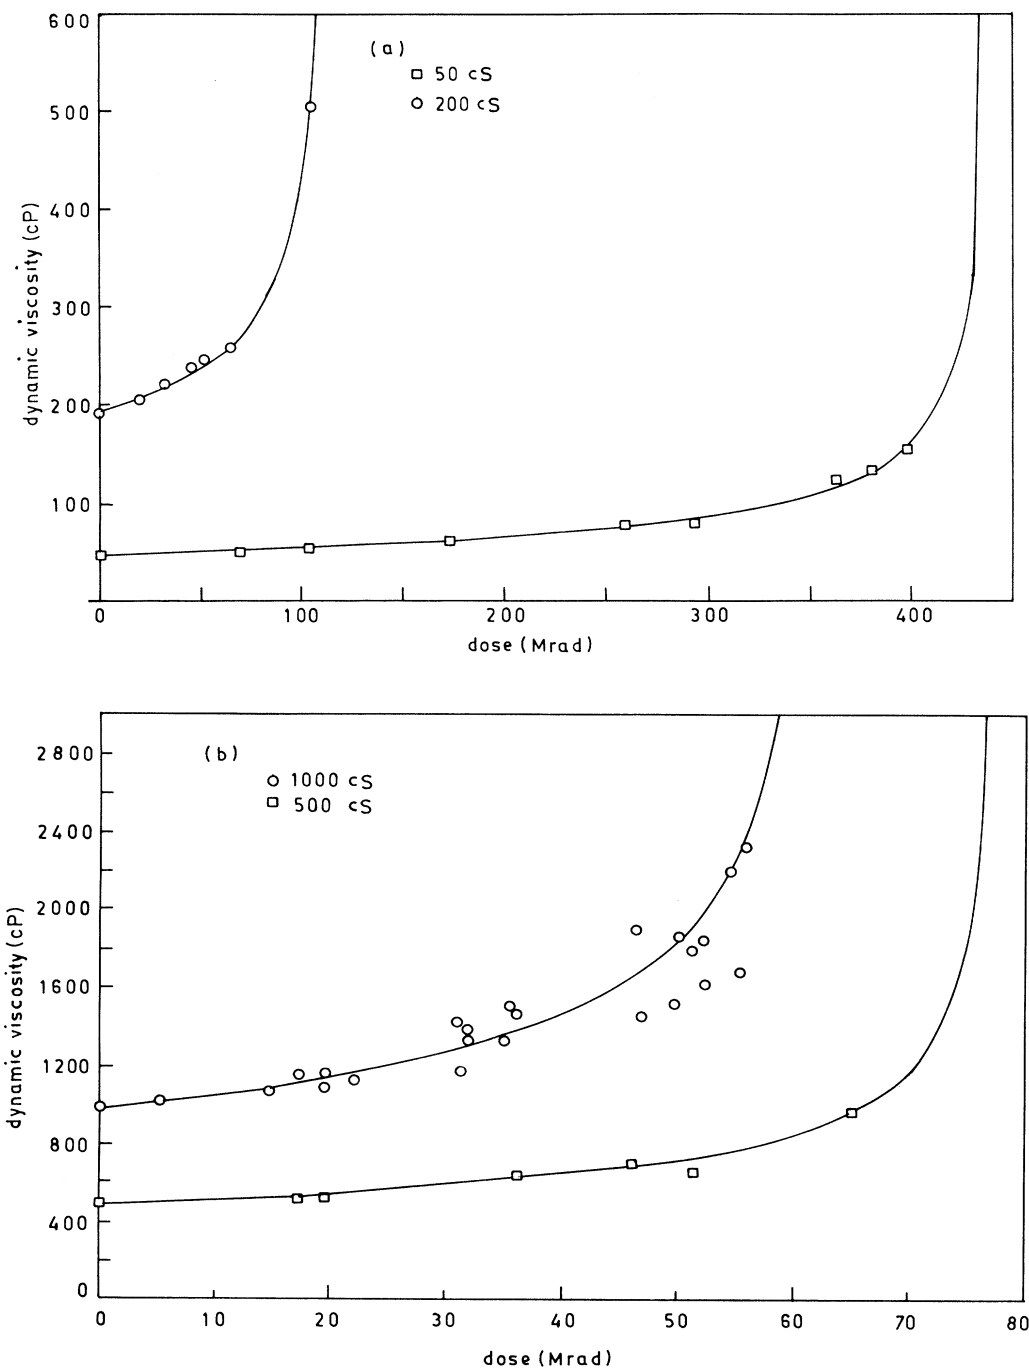 600
(a)
50 cS
200 cS
500
400
300
200
100
dynamic viscosity (cP)
0 100 200 300 400
dose (Mrad)
2800
(b)
1000 cS
500 cS
2400
2000
1600
1200
800
400
0
dynamic viscosity (cP)
0 10 20 30 40 50 60 70 80
dose (Mrad)